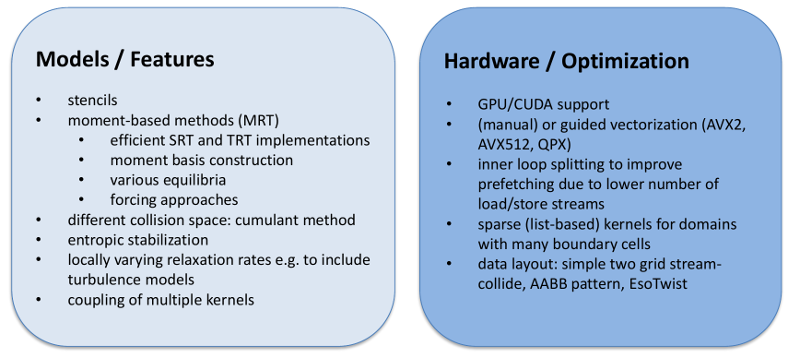 Models / Features
• stencils
• moment-based methods (MRT)
• efficient SRT and TRT implementations
• moment basis construction
• various equilibria
• forcing approaches
• different collision space: cumulant method
• entropic stabilization
• locally varying relaxation rates e.g. to include
turbulence models
• coupling of multiple kernels
Hardware / Optimization
• GPU/CUDA support
• (manual) or guided vectorization (AVX2,
AVX512, QPX)
• inner loop splitting to improve
prefetching due to lower number of
load/store streams
• sparse (list-based) kernels for domains
with many boundary cells
• data layout: simple two grid stream-
collide, AABB pattern, EsoTwist